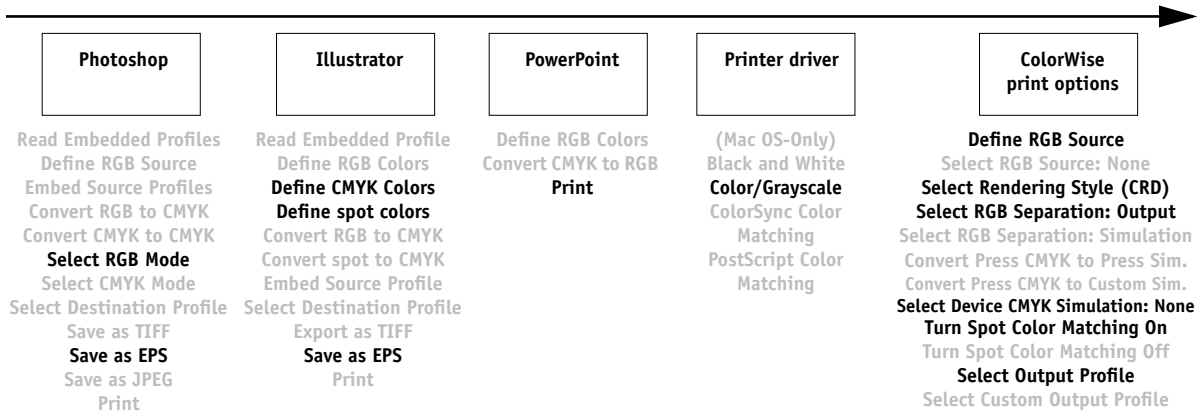 Photoshop
Read Embedded Profiles
Define RGB Source
Embed Source Profiles
Convert RGB to CMYK
Convert CMYK to CMYK
Select RGB Mode
Select CMYK Mode
Select Destination Profile
Save as TIFF
Save as EPS
Save as JPEG
Print
Illustrator
Read Embedded Profile
Define RGB Colors
Define CMYK Colors
Define spot colors
Convert RGB to CMYK
Convert spot to CMYK
Embed Source Profile
Select Destination Profile
Export as TIFF
Save as EPS
Print
PowerPoint
Define RGB Colors
Convert CMYK to RGB
Print
Printer driver
(Mac OS-Only)
Black and White
Color/Grayscale
ColorSync Color
Matching
PostScript Color
Matching
ColorWise
print options
Define RGB Source
Select RGB Source: None
Select Rendering Style (CRD)
Select RGB Separation: Output
Select RGB Separation: Simulation
Convert Press CMYK to Press Sim.
Convert Press CMYK to Custom Sim.
Select Device CMYK Simulation: None
Turn Spot Color Matching On
Turn Spot Color Matching Off
Select Output Profile
Select Custom Output Profile